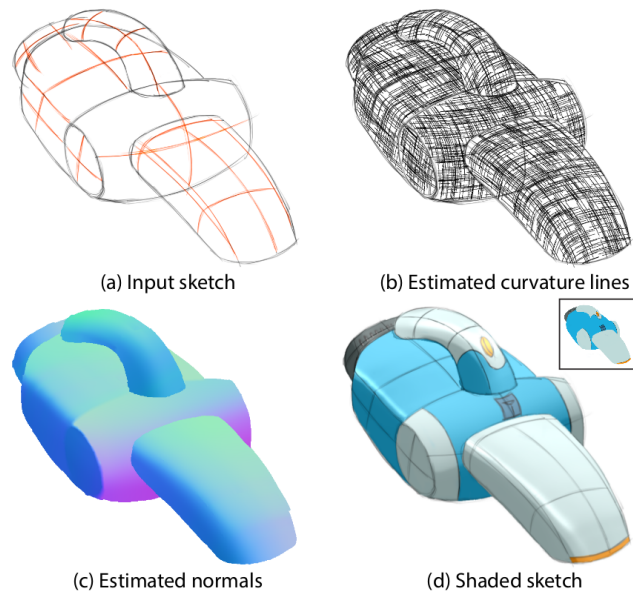 (a) Input sketch
(b) Estimated curvature lines
(c) Estimated normals
(d) Shaded sketch